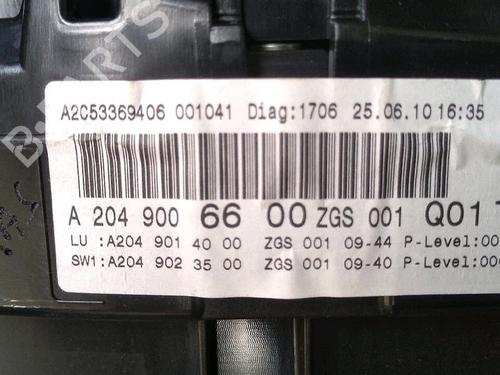 A2C53369406 001041 Diag:1706 25.06.10 16:35
A 204 900 66 00 ZGS 001 Q01
LU :A204 901 40 00 ZGS 001 09-44 P-Level:00
SW1:A204 902 35 00 ZGS 001 09-40 P-Level:00
B-PARTS